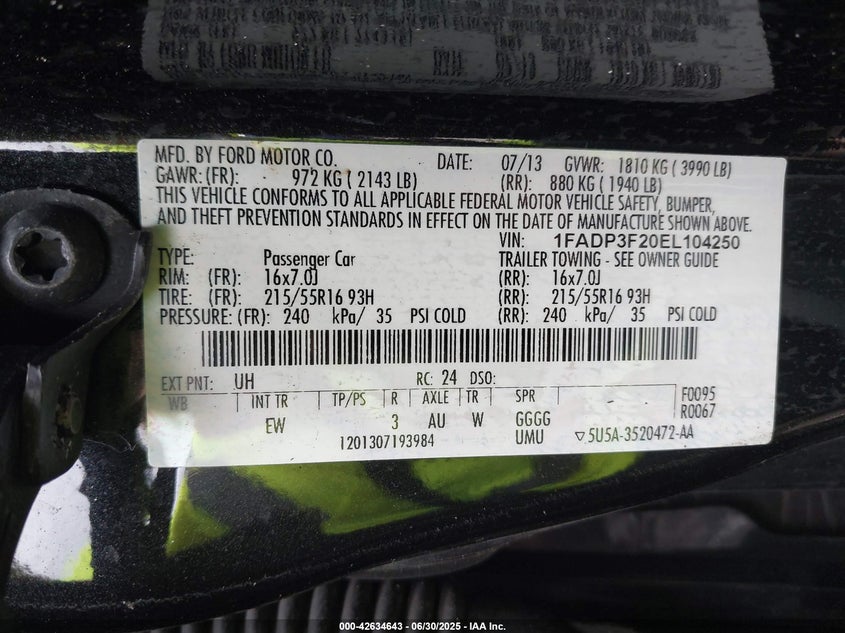 MFD. BY FORD MOTOR CO. DATE: 07/13 GVWR: 1810 KG ( 3990 LB)
GAWR: (FR): 972 KG ( 2143 LB) (RR): 880 KG ( 1940 LB)
THIS VEHICLE CONFORMS TO ALL APPLICABLE FEDERAL MOTOR VEHICLE SAFETY, BUMPER,
AND THEFT PREVENTION STANDARDS IN EFFECT ON THE DATE OF MANUFACTURE SHOWN ABOVE.
VIN: 1FADP3F20EL104250
TYPE: Passenger Car TRAILER TOWING - SEE OWNER GUIDE
RIM: (FR): 16x7.0J (RR): 16x7.0J
TIRE: (FR): 215/55R16 93H (RR): 215/55R16 93H
PRESSURE: (FR): 240 kPa/ 35 PSI COLD (RR): 240 kPa/ 35 PSI COLD
EXT PNT: UH RC: 24 DSO:
WB INT TR TP/PS R AXLE TR SPR F0095
EW 3 AU W GGGG R0067
1201307193984 UMU ▽5U5A-3520472-AA
000-42634643 / 06/30/2025 - IAA Inc.